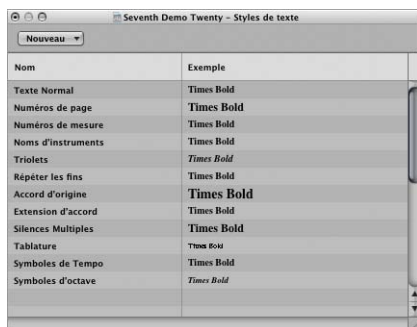 Seventh Demo Twenty – Styles de texte
Nouveau
Nom Exemple
Texte Normal Times Bold
Numéros de page Times Bold
Numéros de mesure Times Bold
Noms d'instruments Times Bold
Triolets Times Bold
Répéter les fins Times Bold
Accord d'origine Times Bold
Extension d'accord Times Bold
Silences Multiples Times Bold
Tablature Times Bold
Symboles de Tempo Times Bold
Symboles d'octave Times Bold